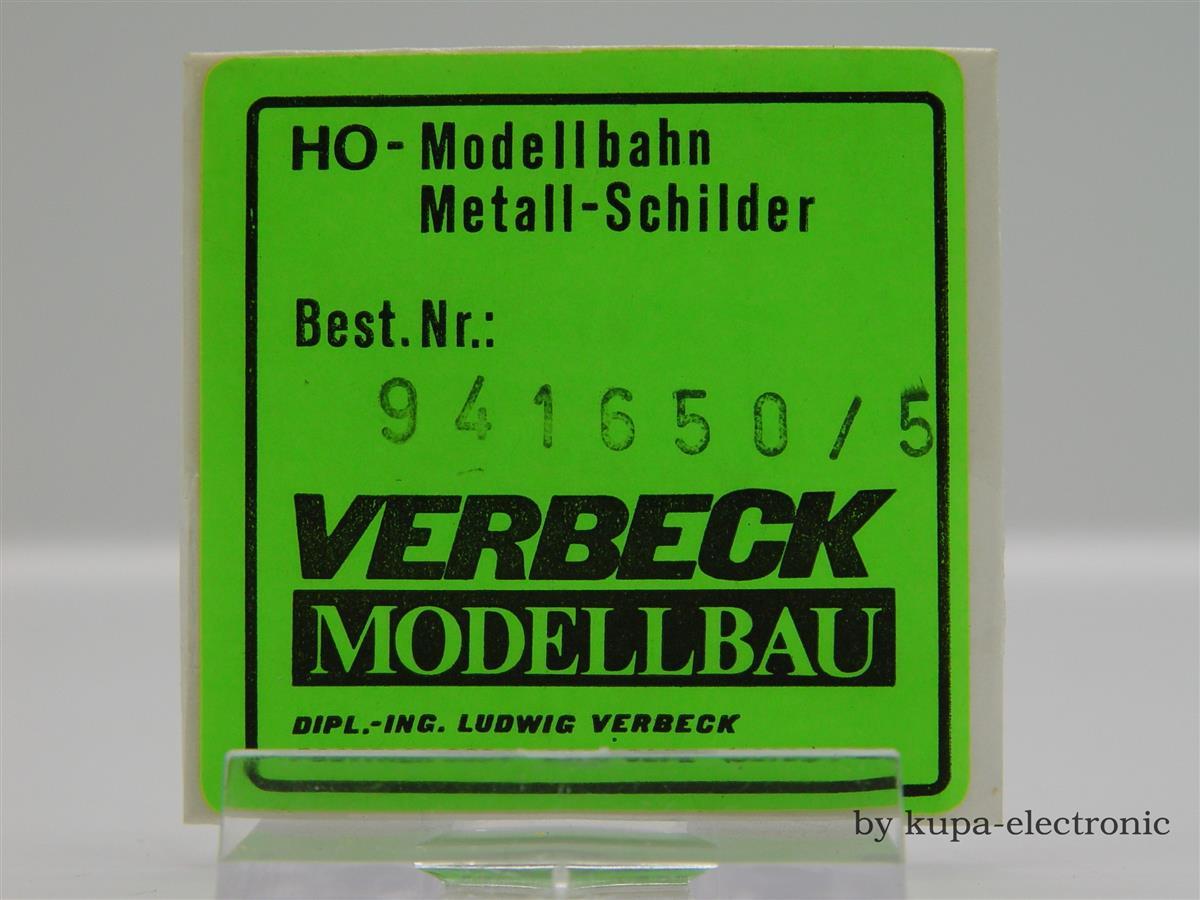 HO- Modellbahn
Metall-Schilder
Best.Nr.:
941650/5
VERBECK
MODELLBAU
DIPL.-ING. LUDWIG VERBECK
by kupa-electronic